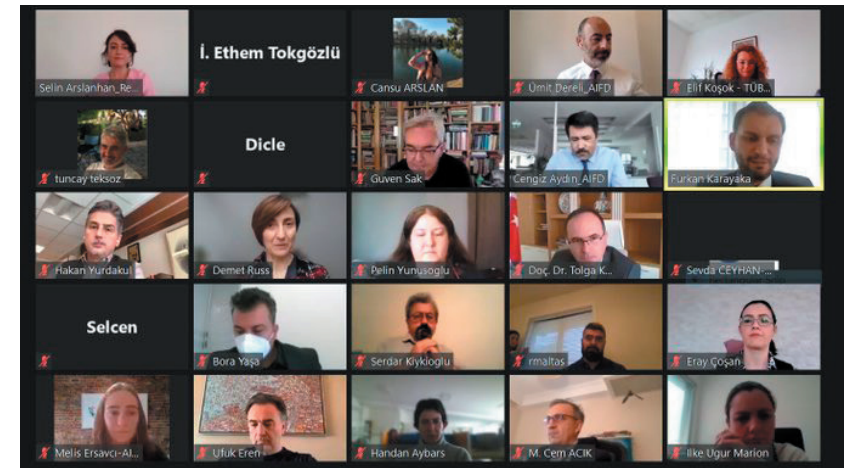 Selin Arslanhan_Re...
İ. Ethem Tokgözlü
Cansu ARSLAN
Ümit Dereli_AIFD
Elif Koşok - TÜB...
tuncay teksoz
Dicle
Guven Sak
Cengiz Aydın_AIFD
Furkan Karayaka
Hakan Yurdakul
Demet Russ
Pelin Yunusoglu
Doç. Dr. Tolga K...
Sevda CEYHAN-...
Selcen
Bora Yaşa
Serdar Kiykioglu
rmaltas
Eray Çoşan
Melis Ersavcı-Al...
Ufuk Eren
Handan Aybars
M. Cem ACIK
Ilke Ugur Marion